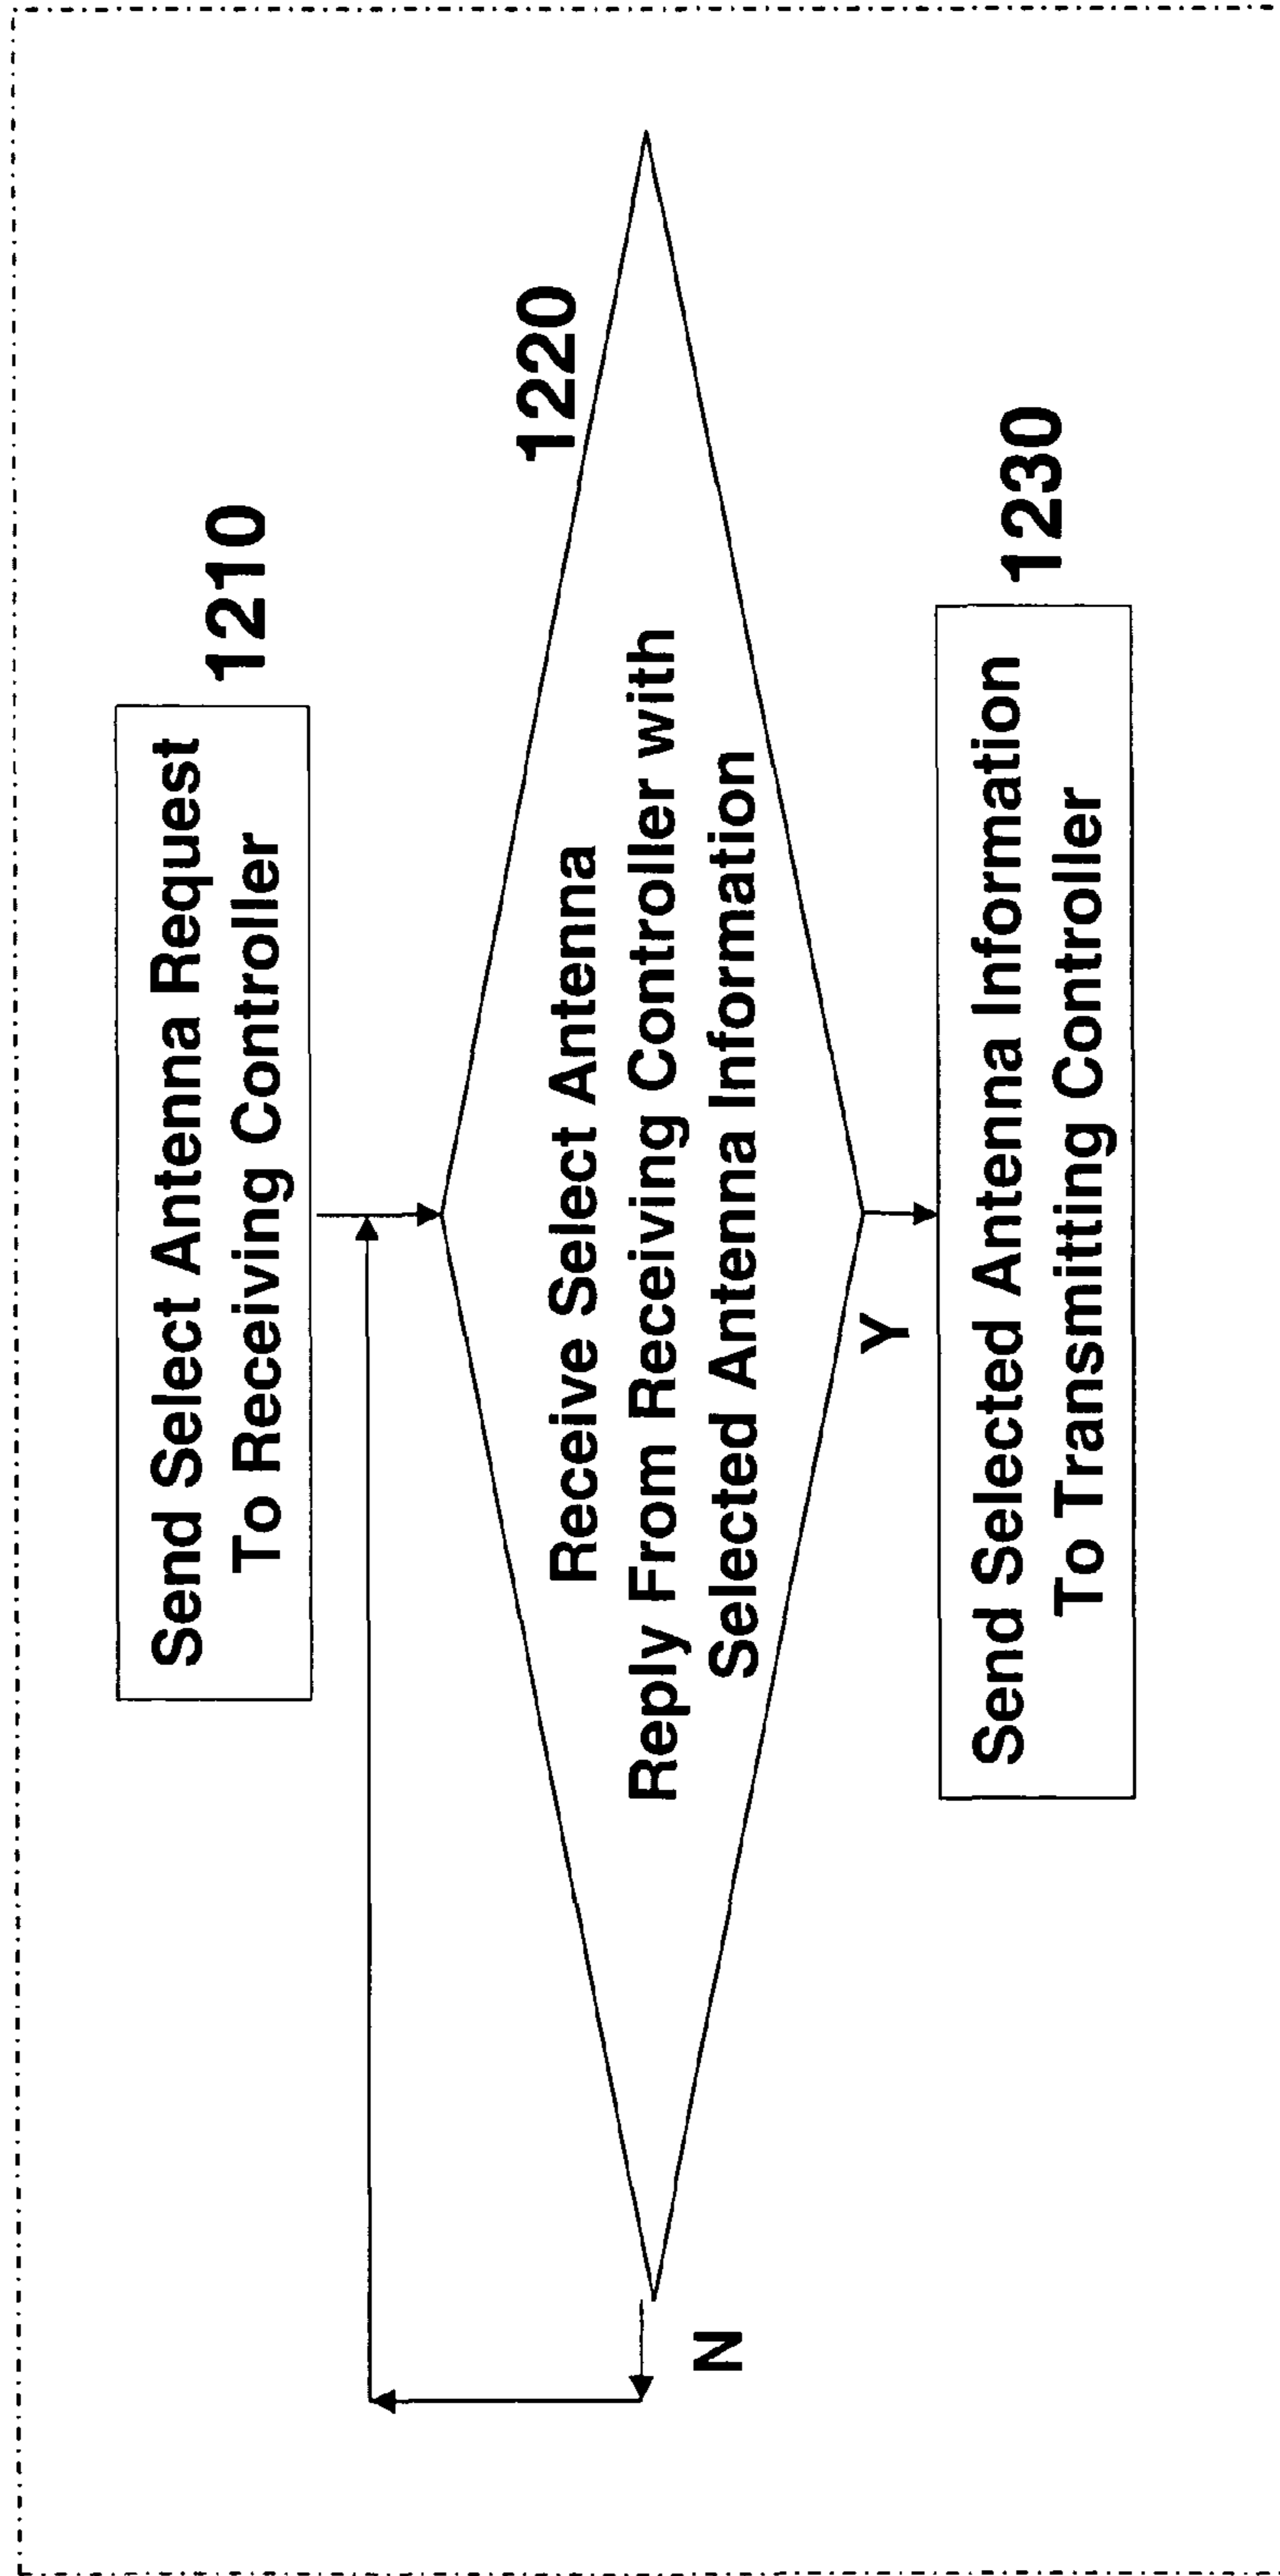 Send Select Antenna Request
To Receiving Controller
1210
1220
Receive Select Antenna
Reply From Receiving Controller with
Selected Antenna Information
N
Y
Send Selected Antenna Information
To Transmitting Controller
1230